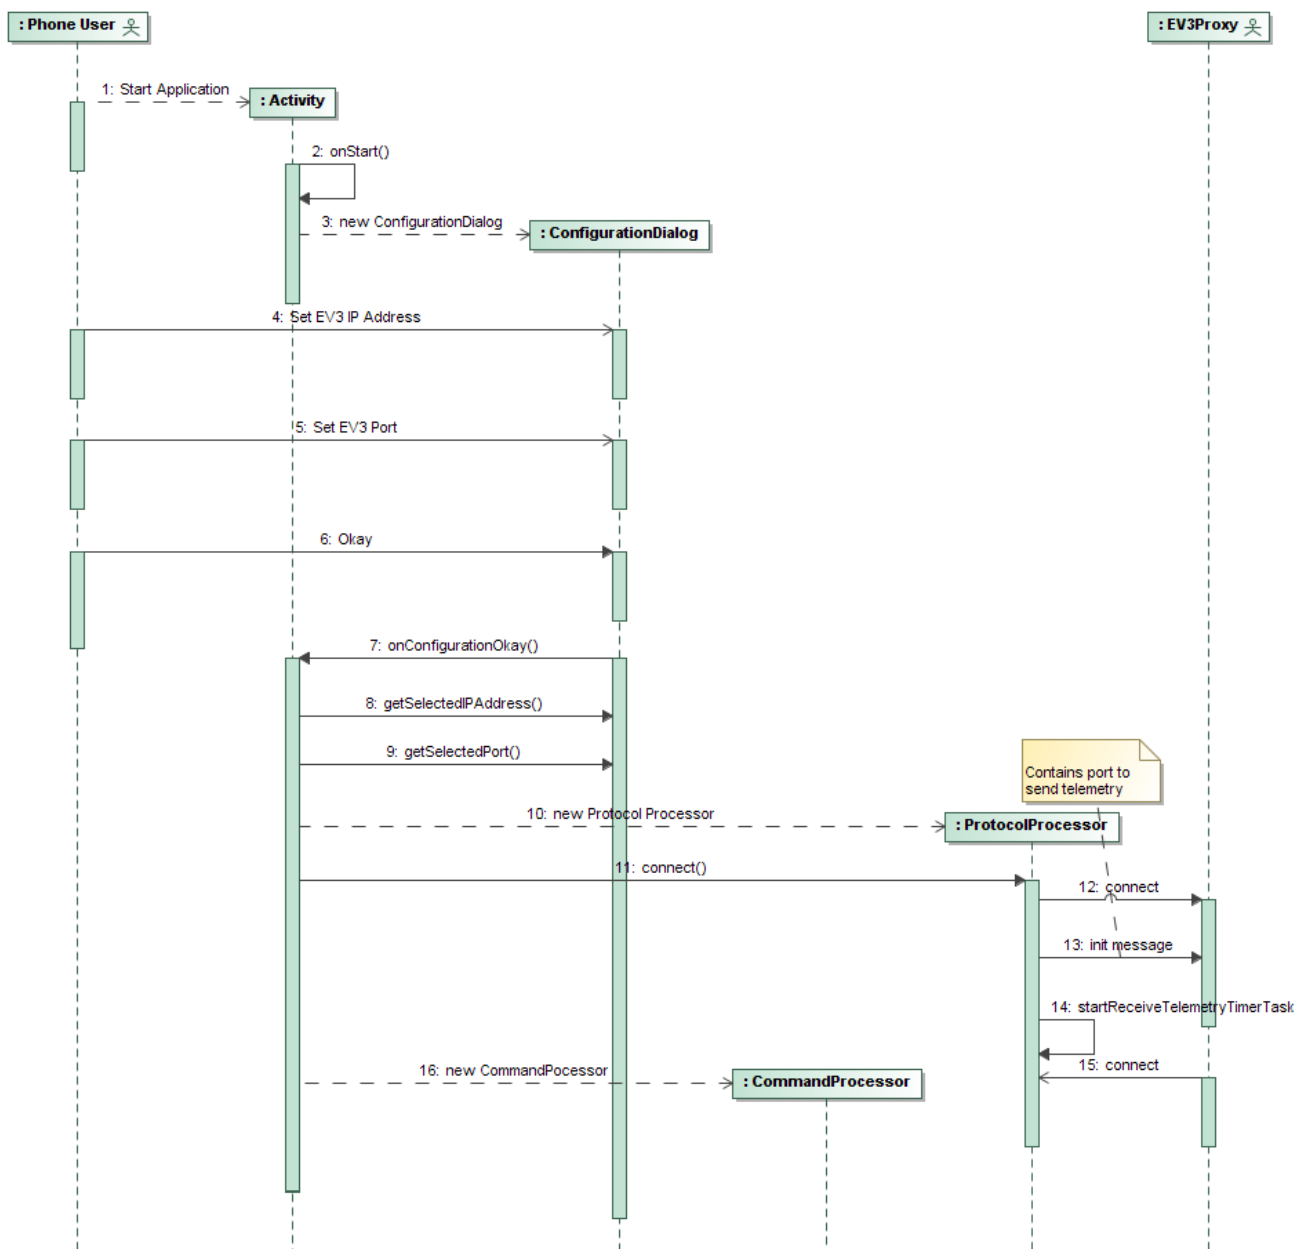 : Phone User
: EV3Proxy
1: Start Application
: Activity
2: onStart()
3: new ConfigurationDialog
: ConfigurationDialog
4: Set EV3 IP Address
5: Set EV3 Port
6: Okay
7: onConfigurationOkay()
8: getSelectedIPAddress()
9: getSelectedPort()
Contains port to
send telemetry
10: new Protocol Processor
: ProtocolProcessor
11: connect()
12: connect
13: init message
14: startReceiveTelemetryTimerTask
15: connect
16: new CommandPocessor
: CommandProcessor